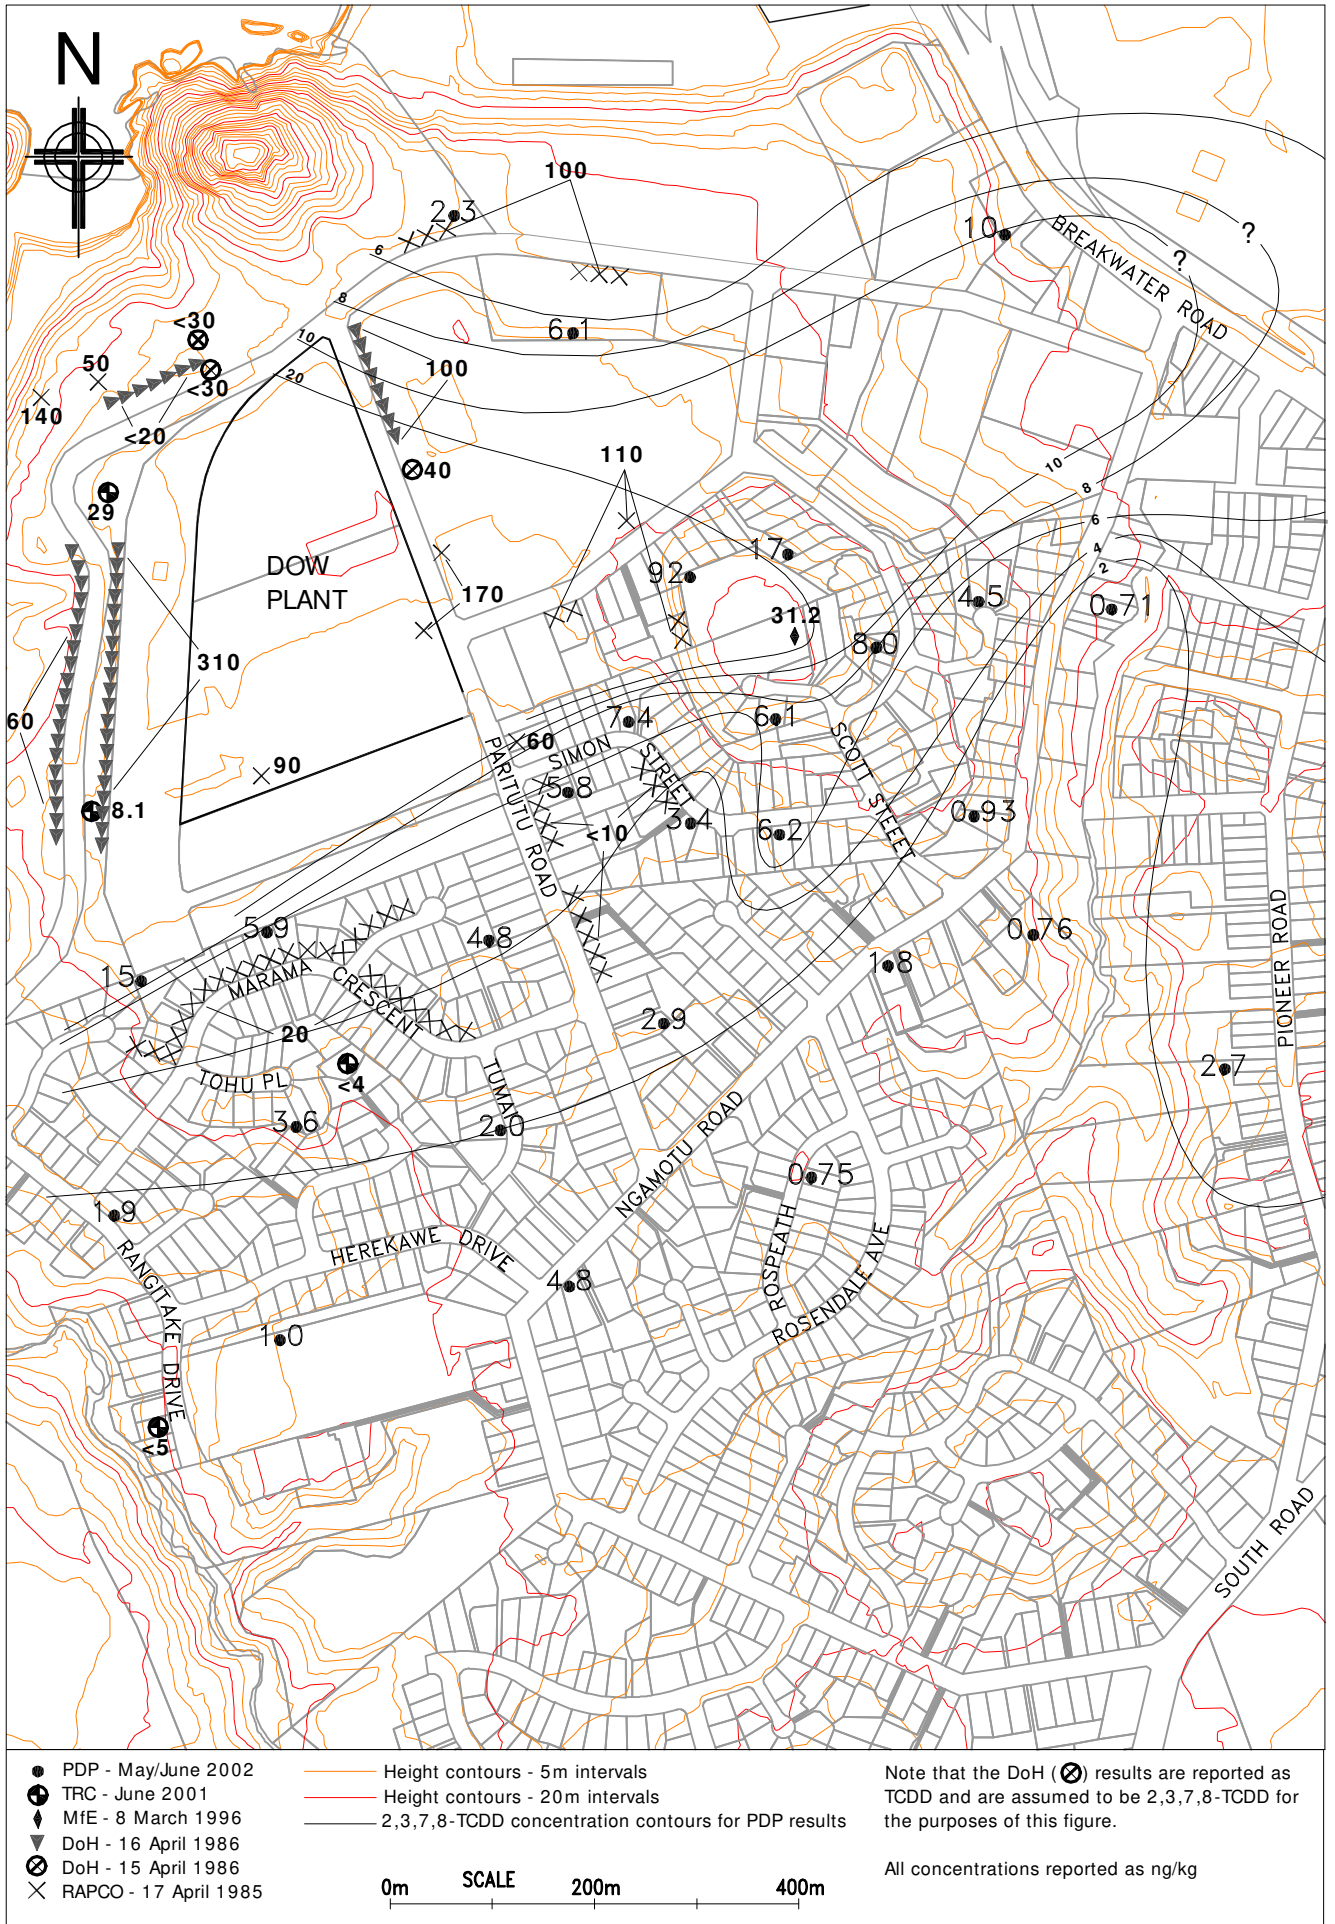 N
100
2.3
10
BREAKWATER ROAD
?
?
6
8
10
20
6.1
<30
<30
50
140
<20
100
40
110
29
DOW
PLANT
170
17
92
31.2
8.0
4.5
0.71
10
8
6
4
2
310
60
90
8.1
7.4
6.1
60
SIMON
STREET
PARITUTU ROAD
5.8
<10
3.4
6.2
SCOTT STEEET
0.93
PIONEER ROAD
5.9
4.8
15
MARAMA
CRESCENT
20
0.76
1.8
2.9
2.7
TOHU PL
<4
TUMAI
3.6
2.0
NGAMOTU ROAD
0.75
1.9
RANGITAKE DRIVE
HEREKAWE DRIVE
4.8
ROSPEATH
ROSENDALE AVE
1.0
<5
SOUTH ROAD
PDP - May/June 2002
TRC - June 2001
MfE - 8 March 1996
DoH - 16 April 1986
DoH - 15 April 1986
RAPCO - 17 April 1985
Height contours - 5m intervals
Height contours - 20m intervals
2,3,7,8-TCDD concentration contours for PDP results
SCALE
0m 200m 400m
Note that the DoH ( ) results are reported as
TCDD and are assumed to be 2,3,7,8-TCDD for
the purposes of this figure.
All concentrations reported as ng/kg